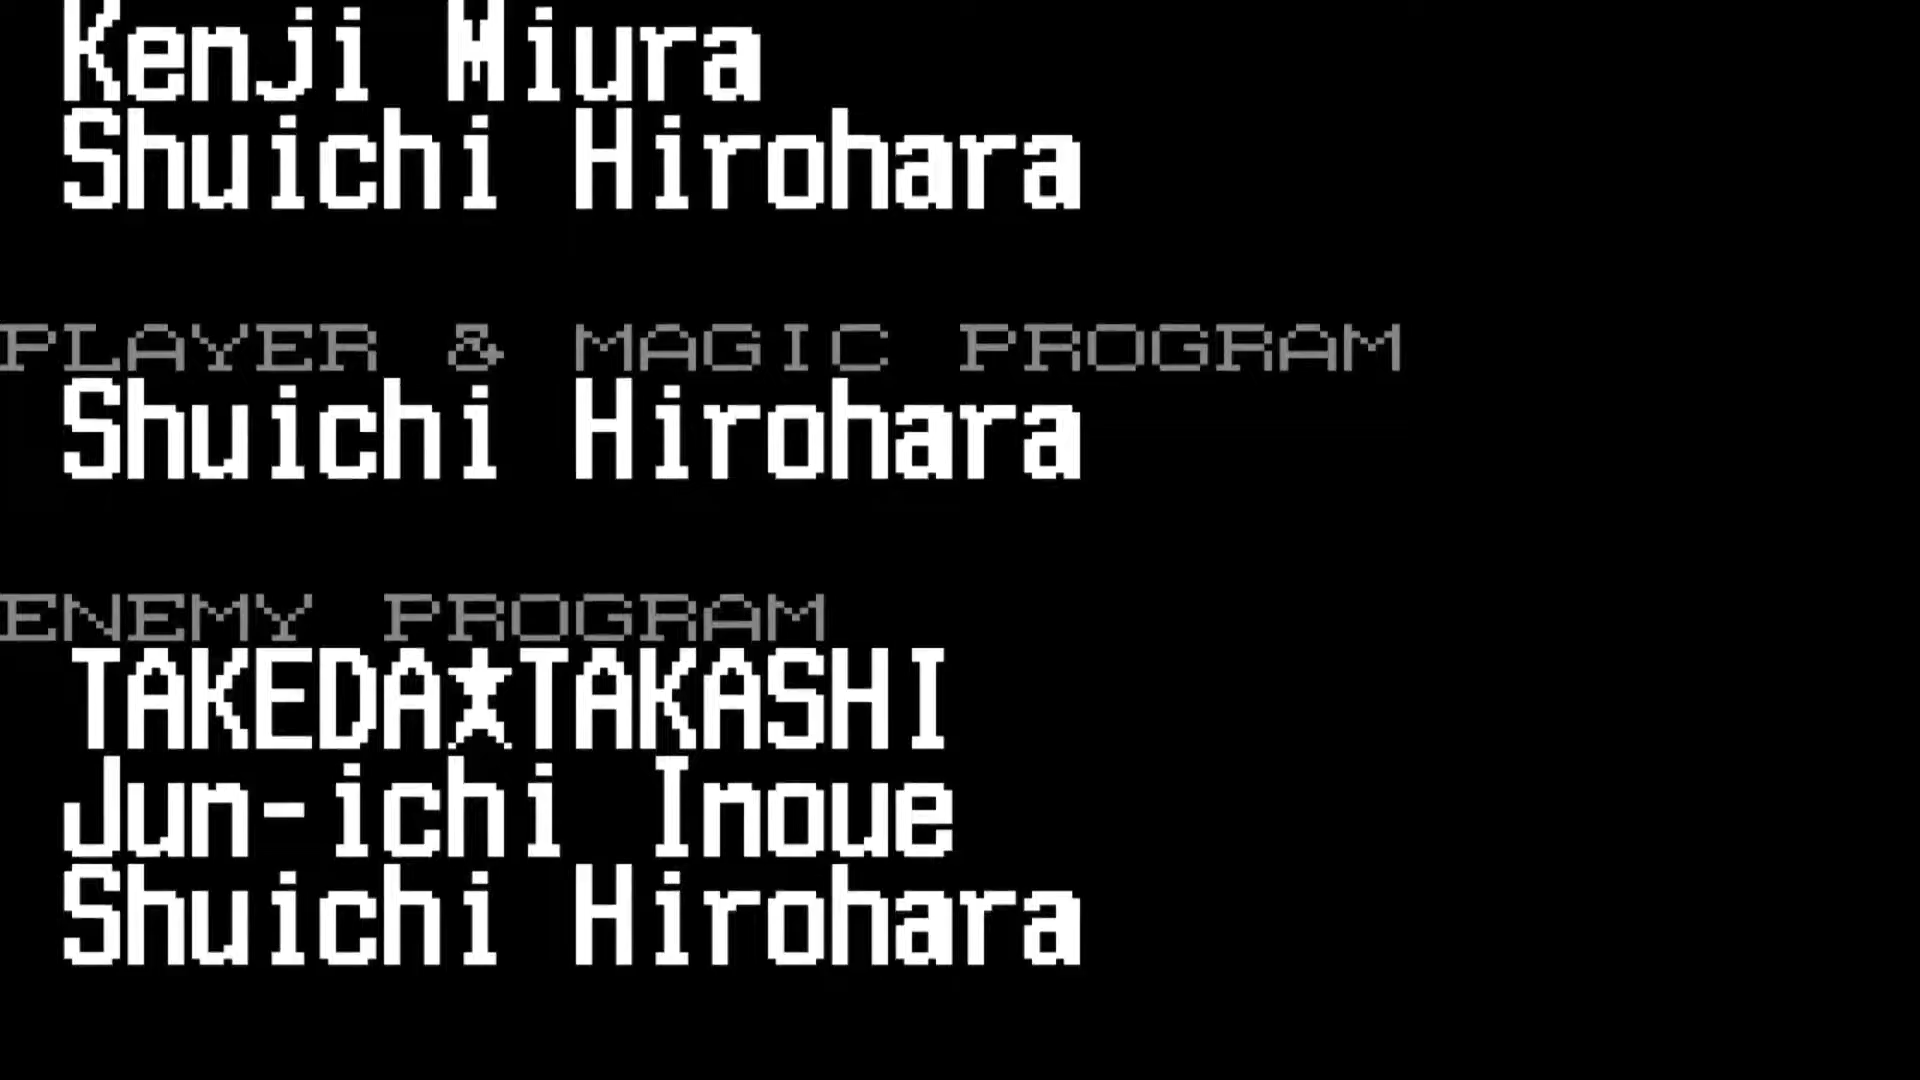 Kenji Miura
Shuichi Hirohara
PLAYER & MAGIC PROGRAM
Shuichi Hirohara
ENEMY PROGRAM
TAKEDA★TAKASHI
Jun-ichi Inoue
Shuichi Hirohara